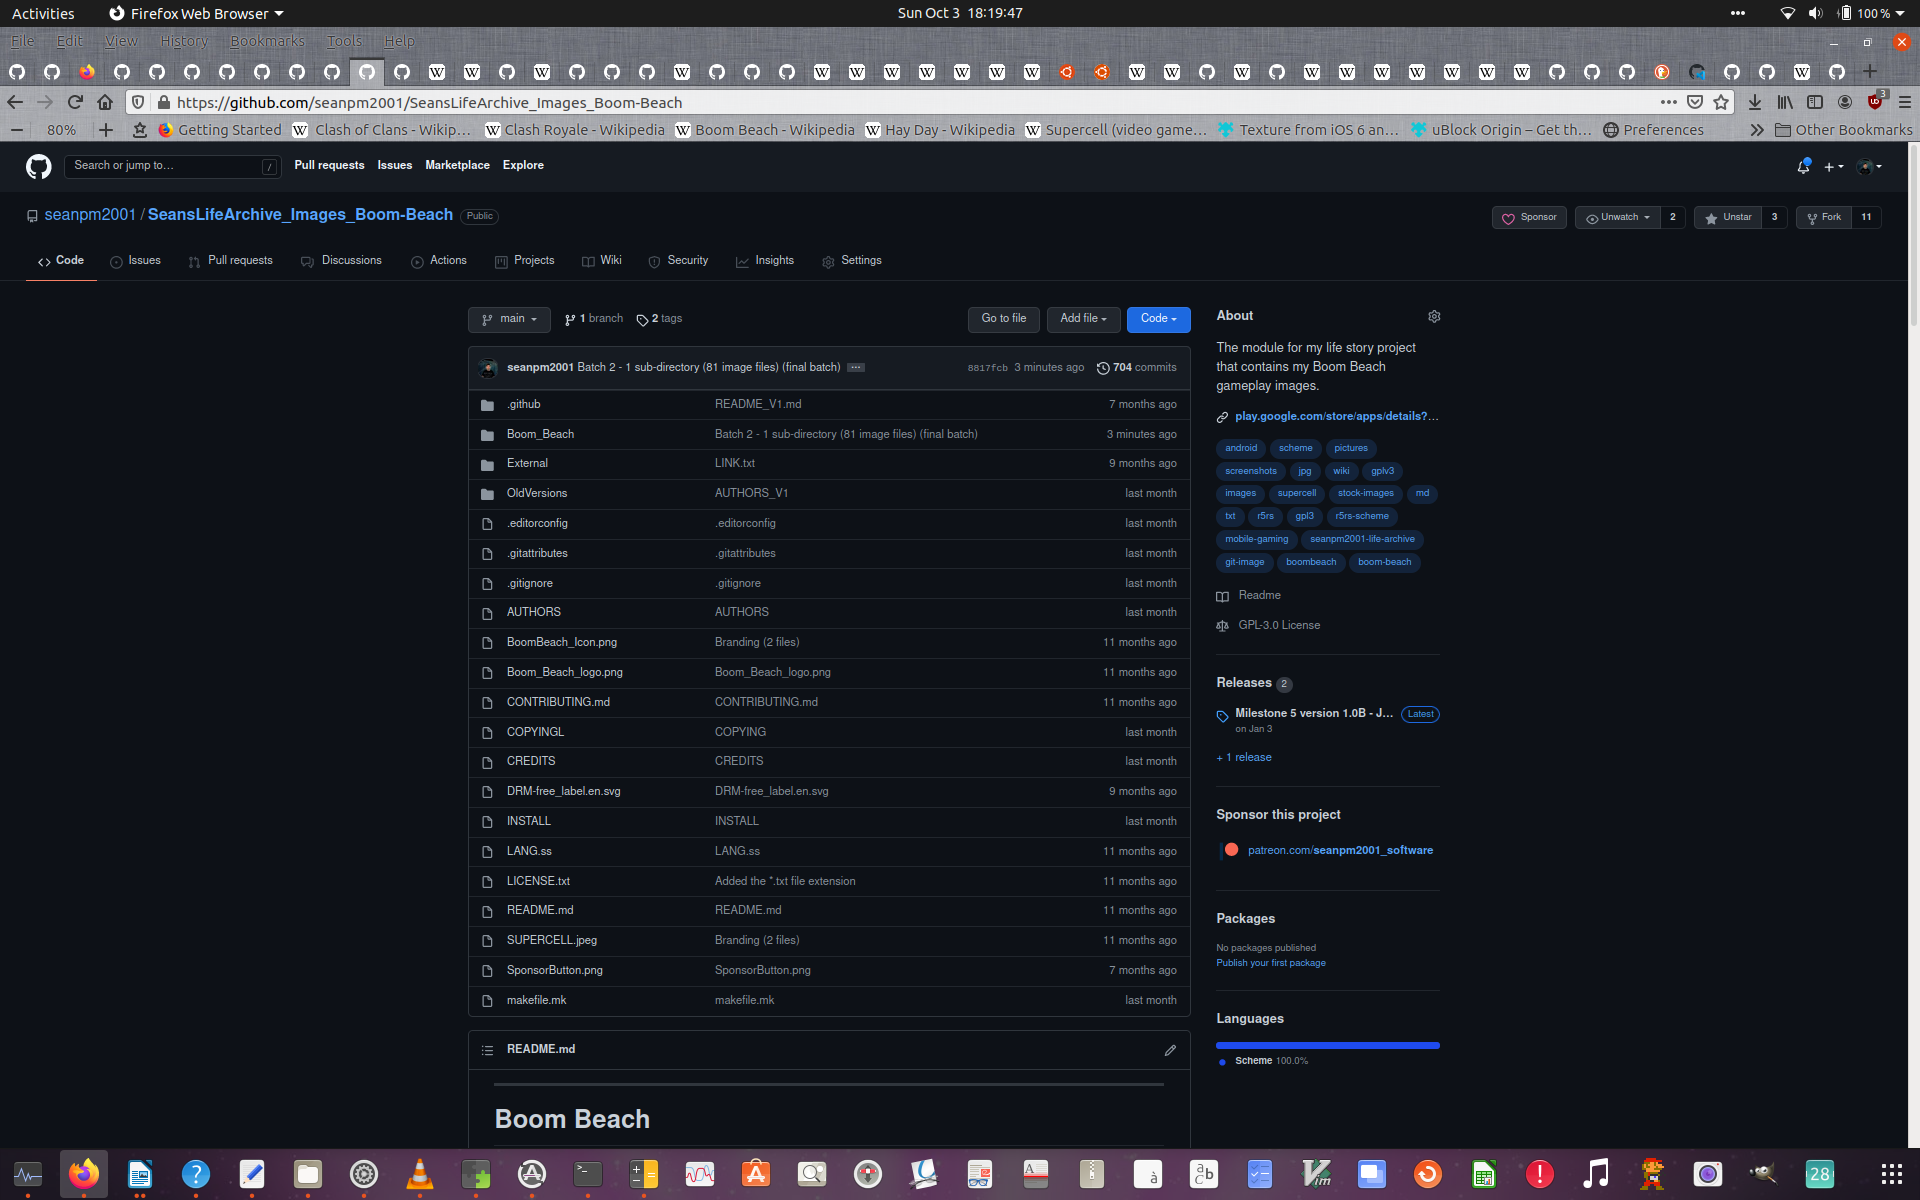 Activities Firefox Web Browser Sun Oct 3 18:19:47 100 %
File Edit View History Bookmarks Tools Help
https://github.com/seanpm2001/SeansLifeArchive_Images_Boom-Beach 3
80% Getting Started Clash of Clans - Wikip… Clash Royale - Wikipedia Boom Beach - Wikipedia Hay Day - Wikipedia Supercell (video game… Texture from iOS 6 an… uBlock Origin – Get th… Preferences Other Bookmarks
Search or jump to… / Pull requests Issues Marketplace Explore
seanpm2001 / SeansLifeArchive_Images_Boom-Beach Public Sponsor Unwatch 2 Unstar 3 Fork 11
Code Issues Pull requests Discussions Actions Projects Wiki Security Insights Settings
main 1 branch 2 tags Go to file Add file Code
seanpm2001 Batch 2 - 1 sub-directory (81 image files) (final batch) ... 8817fcb 3 minutes ago 704 commits
.github README_V1.md 7 months ago
Boom_Beach Batch 2 - 1 sub-directory (81 image files) (final batch) 3 minutes ago
External LINK.txt 9 months ago
OldVersions AUTHORS_V1 last month
.editorconfig .editorconfig last month
.gitattributes .gitattributes last month
.gitignore .gitignore last month
AUTHORS AUTHORS last month
BoomBeach_Icon.png Branding (2 files) 11 months ago
Boom_Beach_logo.png Boom_Beach_logo.png 11 months ago
CONTRIBUTING.md CONTRIBUTING.md 11 months ago
COPYINGL COPYING last month
CREDITS CREDITS last month
DRM-free_label.en.svg DRM-free_label.en.svg 9 months ago
INSTALL INSTALL last month
LANG.ss LANG.ss 11 months ago
LICENSE.txt Added the *.txt file extension 11 months ago
README.md README.md 11 months ago
SUPERCELL.jpeg Branding (2 files) 11 months ago
SponsorButton.png SponsorButton.png 7 months ago
makefile.mk makefile.mk last month
README.md
Boom Beach
About
The module for my life story project
that contains my Boom Beach
gameplay images.
play.google.com/store/apps/details?…
android scheme pictures
screenshots jpg wiki gplv3
images supercell stock-images md
txt r5rs gpl3 r5rs-scheme
mobile-gaming seanpm2001-life-archive
git-image boombeach boom-beach
Readme
GPL-3.0 License
Releases 2
Milestone 5 version 1.0B - J… Latest
on Jan 3
+ 1 release
Sponsor this project
patreon.com/seanpm2001_software
Packages
No packages published
Publish your first package
Languages
Scheme 100.0%
28